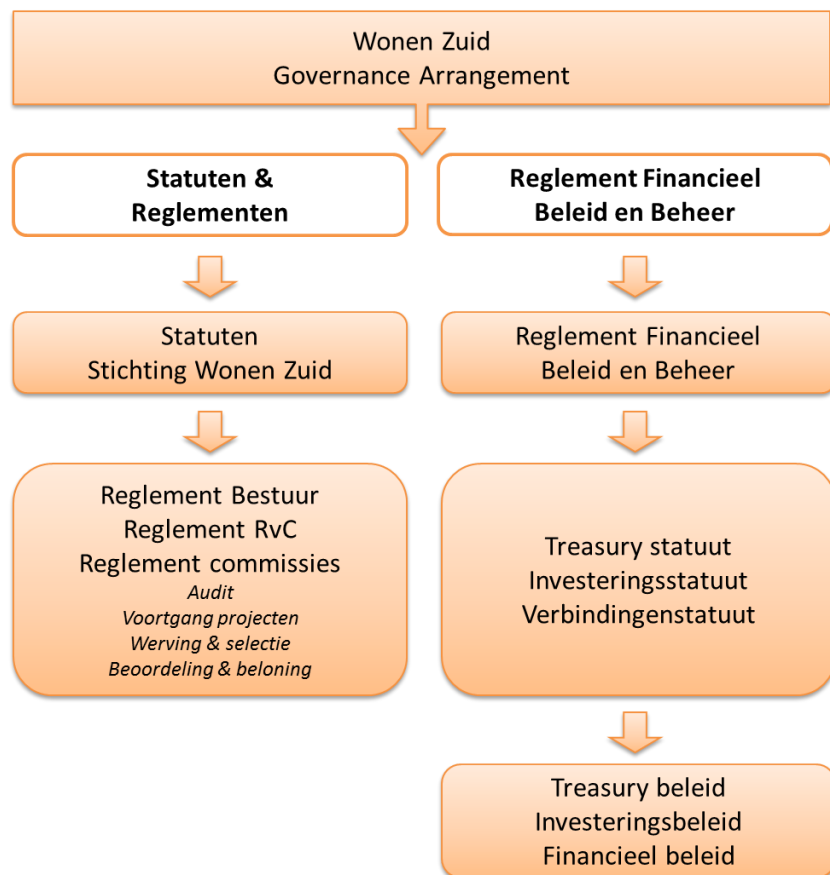 Wonen Zuid
Governance Arrangement
Statuten &
Reglementen
Reglement Financieel
Beleid en Beheer
Statuten
Stichting Wonen Zuid
Reglement Financieel
Beleid en Beheer
Reglement Bestuur
Reglement RvC
Reglement commissies
Audit
Voortgang projecten
Werving & selectie
Beoordeling & beloning
Treasury statuut
Investeringsstatuut
Verbindingenstatuut
Treasury beleid
Investeringsbeleid
Financieel beleid